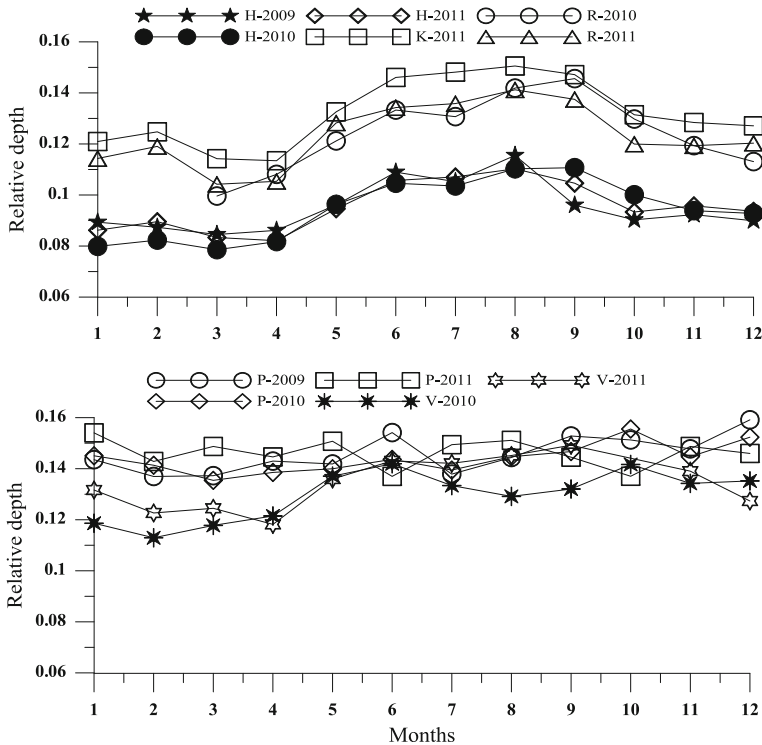 H-2009 H-2011 R-2010
H-2010 K-2011 R-2011
0.16
0.14
0.12
0.1
0.08
0.06
Relative depth
1 2 3 4 5 6 7 8 9 10 11 12
P-2009 P-2011 V-2011
P-2010 V-2010
0.16
0.14
0.12
0.1
0.08
0.06
Relative depth
1 2 3 4 5 6 7 8 9 10 11 12
Months